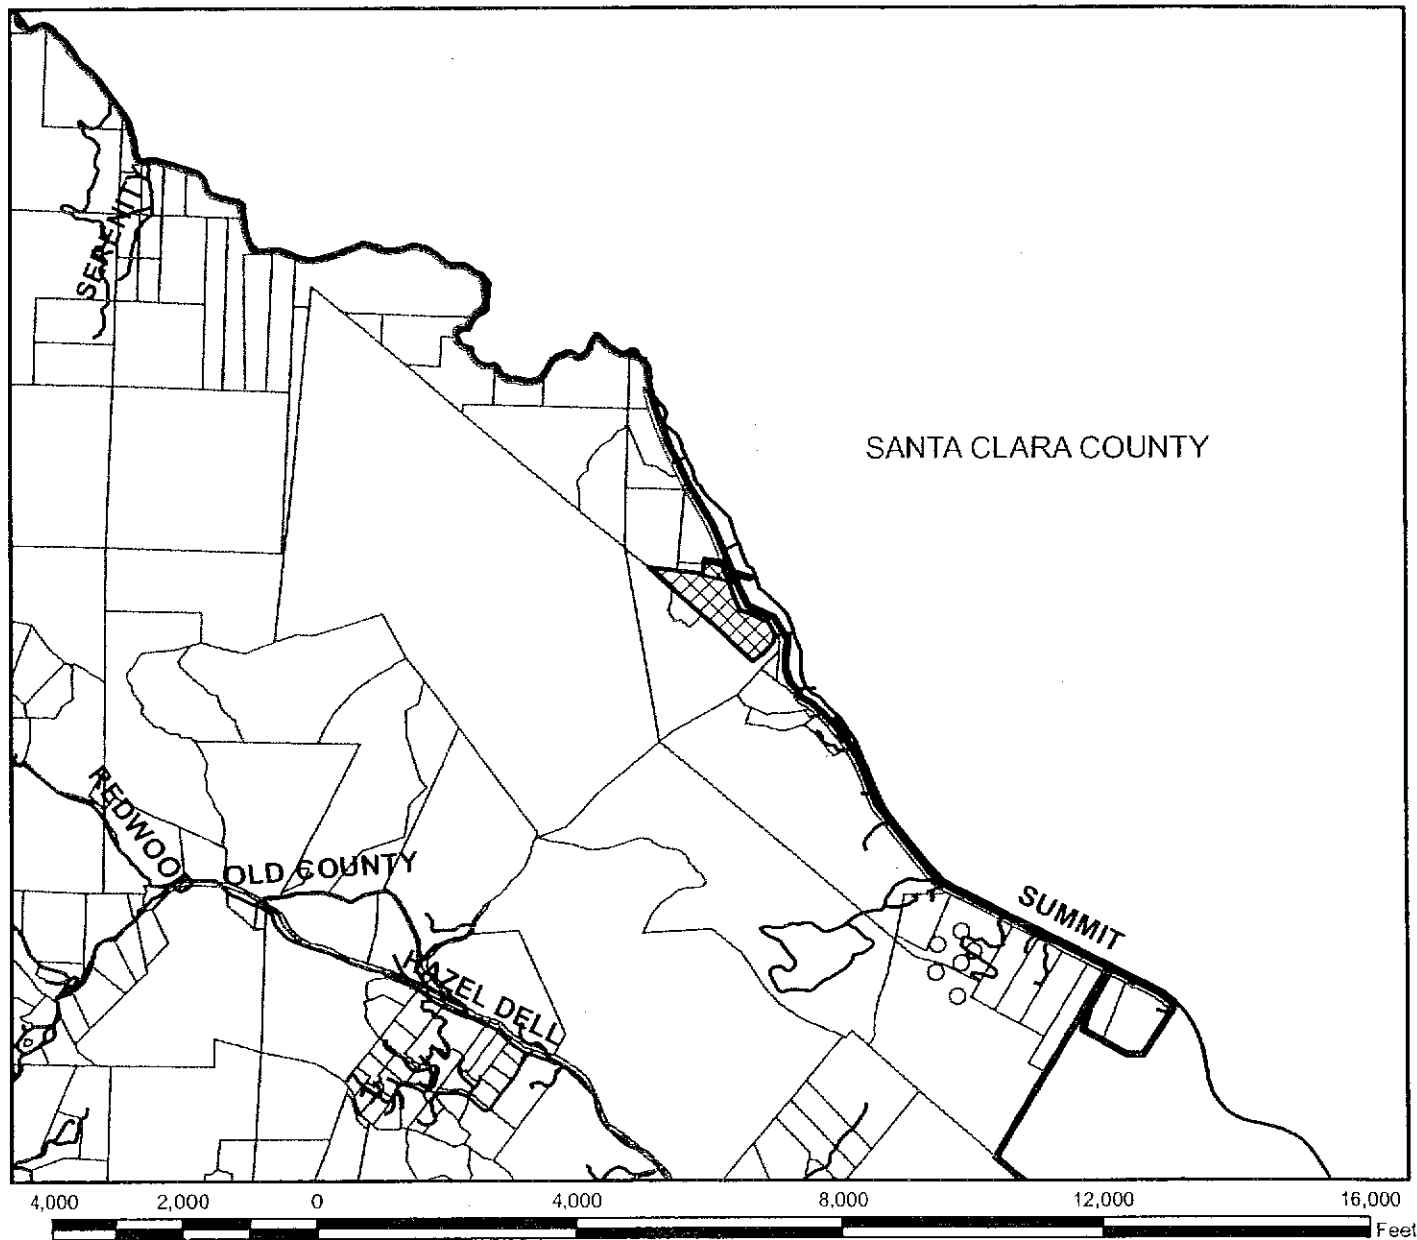 SERENITY
SANTA CLARA COUNTY
REDWOO
OLD COUNTY
SUMMIT
HAZEL DELL
4,000 2,000 0 4,000 8,000 12,000 16,000
Feet